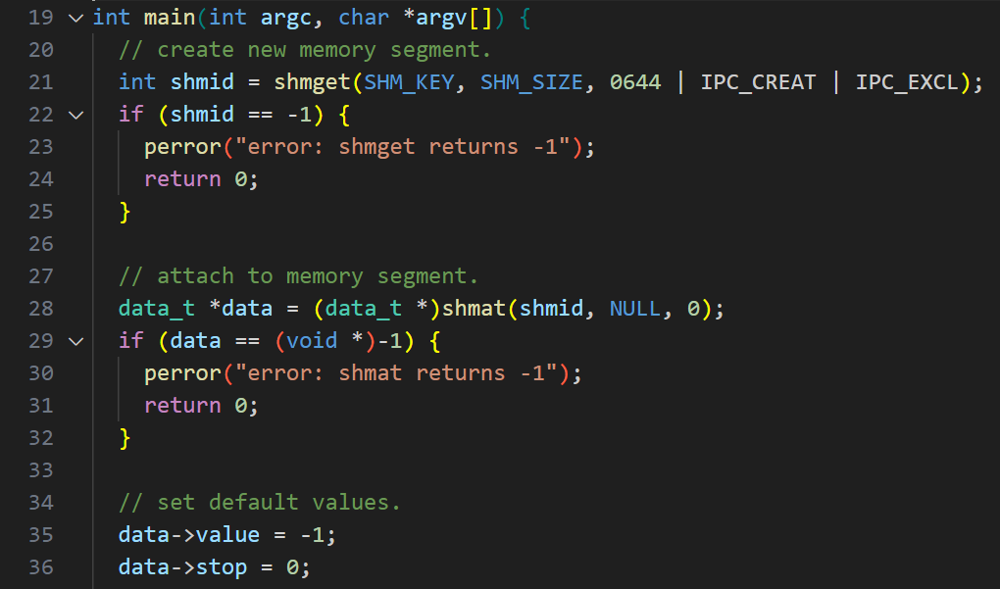 19 int main(int argc, char *argv[]) {
20   // create new memory segment.
21   int shmid = shmget(SHM_KEY, SHM_SIZE, 0644 | IPC_CREAT | IPC_EXCL);
22   if (shmid == -1) {
23     perror("error: shmget returns -1");
24     return 0;
25   }
26
27   // attach to memory segment.
28   data_t *data = (data_t *)shmat(shmid, NULL, 0);
29   if (data == (void *)-1) {
30     perror("error: shmat returns -1");
31     return 0;
32   }
33
34   // set default values.
35   data->value = -1;
36   data->stop = 0;